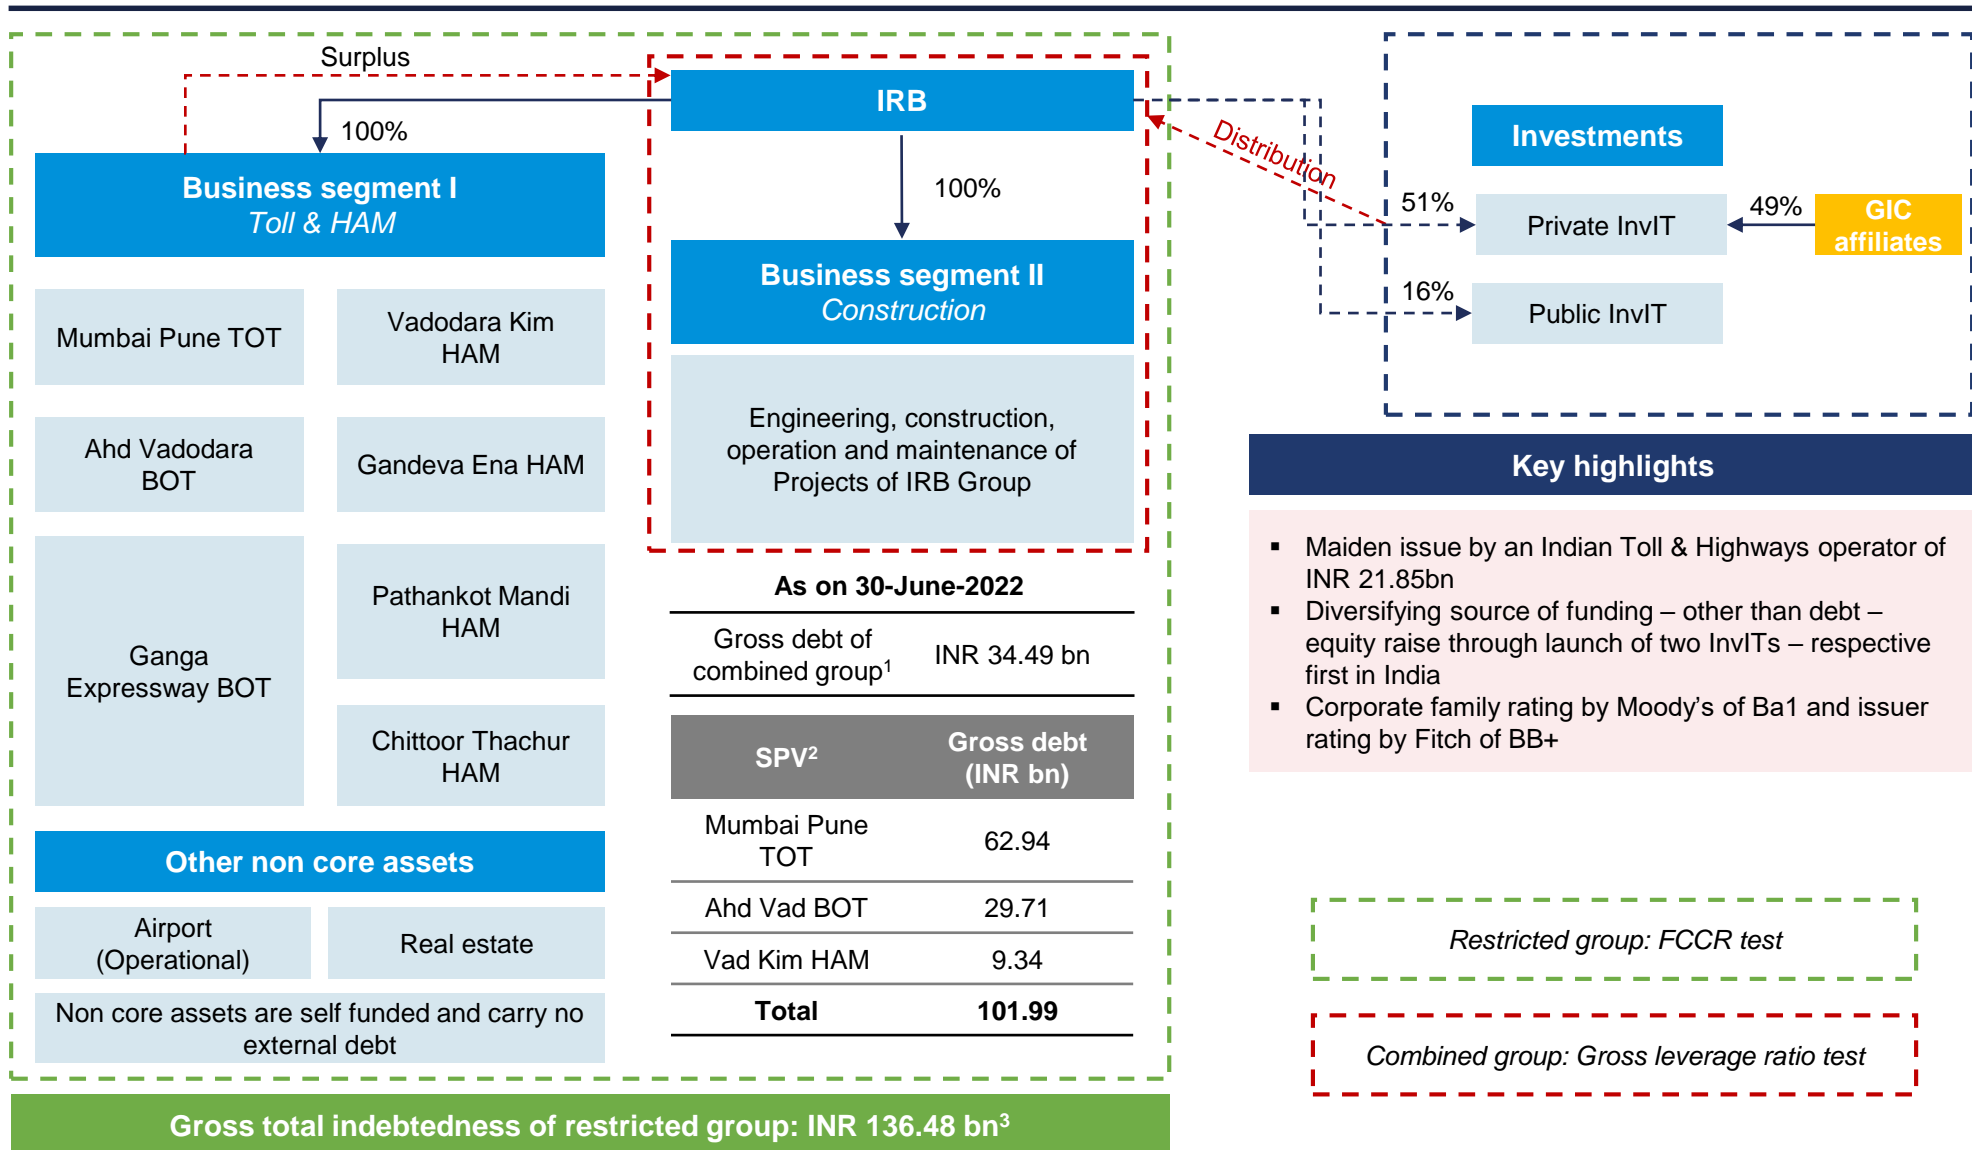 Surplus
IRB
100%
Business segment I
Toll & HAM
100%
Business segment II
Construction
Mumbai Pune TOT
Vadodara Kim
HAM
Ahd Vadodara
BOT
Gandeva Ena HAM
Ganga
Expressway BOT
Pathankot Mandi
HAM
Chittoor Thachur
HAM
Engineering, construction,
operation and maintenance of
Projects of IRB Group
Other non core assets
Airport
(Operational)
Real estate
Non core assets are self funded and carry no
external debt
As on 30-June-2022
Gross debt of
combined group¹
INR 34.49 bn
SPV²
Gross debt
(INR bn)
Mumbai Pune
TOT
62.94
Ahd Vad BOT
29.71
Vad Kim HAM
9.34
Total
101.99
Gross total indebtedness of restricted group: INR 136.48 bn³
Distribution
Investments
51%
Private InvIT
49%
GIC
affiliates
16%
Public InvIT
Key highlights
▪ Maiden issue by an Indian Toll & Highways operator of
INR 21.85bn
▪ Diversifying source of funding – other than debt –
equity raise through launch of two InvITs – respective
first in India
▪ Corporate family rating by Moody’s of Ba1 and issuer
rating by Fitch of BB+
Restricted group: FCCR test
Combined group: Gross leverage ratio test